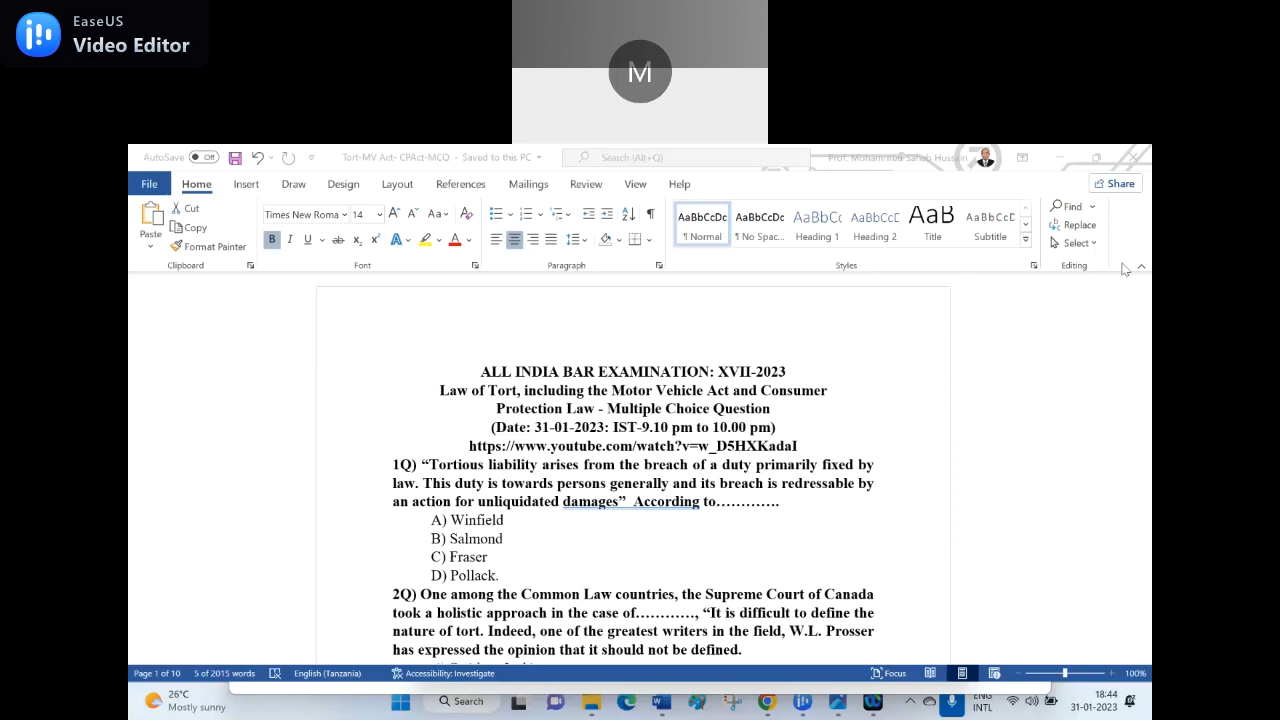 EaseUS
Video Editor
M
AutoSave Off
Tort-MV Act- CPAct-MCQ - Saved to this PC
Search (Alt+Q)
Prof. Mohammed Saheb Hussain
File Home Insert Draw Design Layout References Mailings Review View Help
Share
Paste
Cut
Copy
Format Painter
Clipboard
Times New Roma 14
Font
Paragraph
AaBbCcDc AaBbCcDc AaBbC( AaBbCcD AaB AaBbCcC
¶ Normal ¶ No Spac... Heading 1 Heading 2 Title Subtitle
Styles
Find
Replace
Select
Editing
ALL INDIA BAR EXAMINATION: XVII-2023
Law of Tort, including the Motor Vehicle Act and Consumer
Protection Law - Multiple Choice Question
(Date: 31-01-2023: IST-9.10 pm to 10.00 pm)
https://www.youtube.com/watch?v=w_D5HXKadaI
1Q) “Tortious liability arises from the breach of a duty primarily fixed by
law. This duty is towards persons generally and its breach is redressable by
an action for unliquidated damages” According to………….
A) Winfield
B) Salmond
C) Fraser
D) Pollack.
2Q) One among the Common Law countries, the Supreme Court of Canada
took a holistic approach in the case of…………, “It is difficult to define the
nature of tort. Indeed, one of the greatest writers in the field, W.L. Prosser
has expressed the opinion that it should not be defined.
Page 1 of 10 5 of 2015 words English (Tanzania) Accessibility: Investigate Focus 100%
26°C
Mostly sunny
Search
ENG
INTL
18:44
31-01-2023